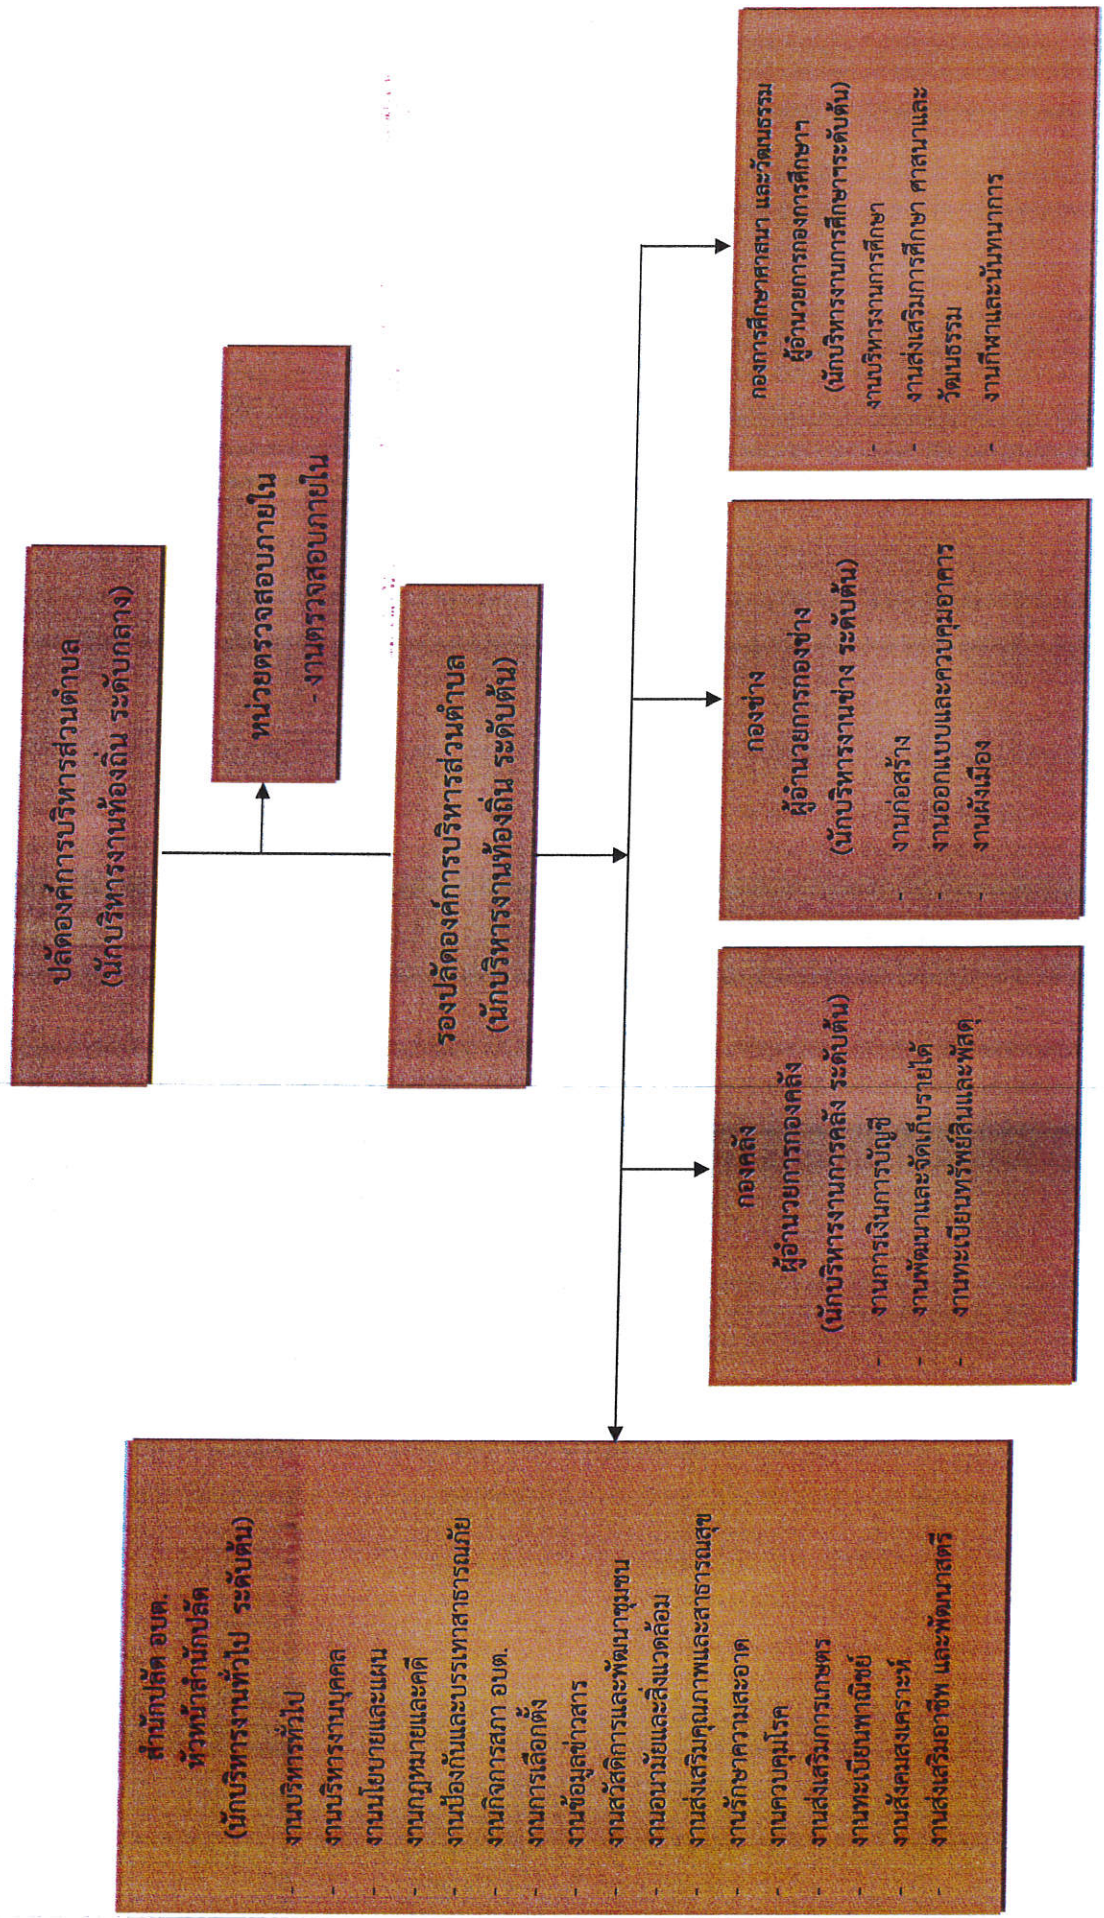 ปลัดองค์การบริหารส่วนตำบล
(นักบริหารงานท้องถิ่น ระดับกลาง)
หน่วยตรวจสอบภายใน
- งานตรวจสอบภายใน
รองปลัดองค์การบริหารส่วนตำบล
(นักบริหารงานท้องถิ่น ระดับต้น)
สำนักปลัด อบต.
หัวหน้าสำนักปลัด
(นักบริหารงานทั่วไป ระดับต้น)
- งานบริหารทั่วไป
- งานบริหารงานบุคคล
- งานนโยบายและแผน
- งานกฎหมายและคดี
- งานป้องกันและบรรเทาสาธารณภัย
- งานกิจการสภา อบต.
- งานการเลือกตั้ง
- งานข้อมูลข่าวสาร
- งานสวัสดิการและพัฒนาชุมชน
- งานอนามัยและสิ่งแวดล้อม
- งานส่งเสริมคุณภาพและสาธารณสุข
- งานรักษาความสะอาด
- งานควบคุมโรค
- งานส่งเสริมการเกษตร
- งานทะเบียนพาณิชย์
- งานสังคมสงเคราะห์
- งานส่งเสริมอาชีพ และพัฒนาสตรี
กองคลัง
ผู้อำนวยการกองคลัง
(นักบริหารงานการคลัง ระดับต้น)
- งานการเงินการบัญชี
- งานพัฒนาและจัดเก็บรายได้
- งานทะเบียนทรัพย์สินและพัสดุ
กองช่าง
ผู้อำนวยการกองช่าง
(นักบริหารงานช่าง ระดับต้น)
- งานก่อสร้าง
- งานออกแบบและควบคุมอาคาร
- งานผังเมือง
กองการศึกษาศาสนา และวัฒนธรรม
ผู้อำนวยการกองการศึกษาฯ
(นักบริหารงานการศึกษาฯระดับต้น)
- งานบริหารงานการศึกษา
- งานส่งเสริมการศึกษา ศาสนาและ
วัฒนธรรม
- งานกีฬาและนันทนาการ